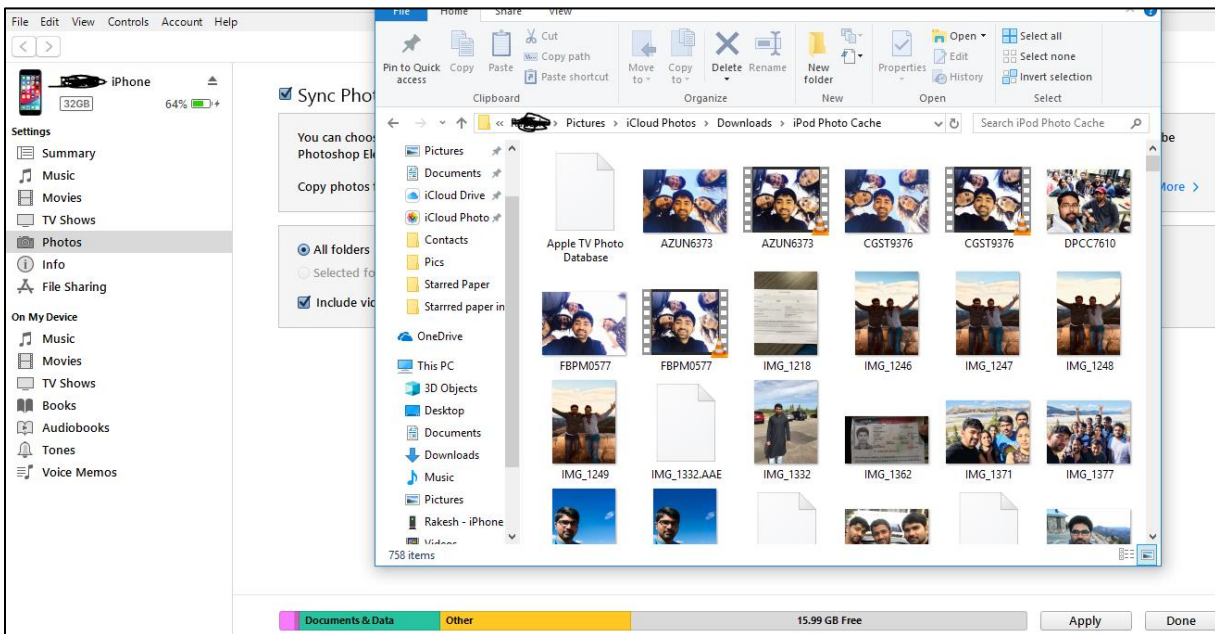 File Edit View Controls Account Help
iPhone
32GB
64%
Settings
Summary
Music
Movies
TV Shows
Photos
Info
File Sharing
On My Device
Music
Movies
TV Shows
Books
Audiobooks
Tones
Voice Memos
Sync Pho
You can choos
Photoshop Ele
Copy photos
be
More >
All folders
Selected fo
Include vid
File Home Share View
Pin to Quick access
Copy
Paste
Cut
Copy path
Paste shortcut
Clipboard
Move to
Copy to
Delete
Rename
Organize
New folder
New
Properties
Open
Edit
History
Open
Select all
Select none
Invert selection
Select
« > Pictures > iCloud Photos > Downloads > iPod Photo Cache
Search iPod Photo Cache
Pictures
Documents
iCloud Drive
iCloud Photo
Contacts
Pics
Starred Paper
Starrred paper in
OneDrive
This PC
3D Objects
Desktop
Documents
Downloads
Music
Pictures
Rakesh - iPhone
Videos
Apple TV Photo Database
AZUN6373
AZUN6373
CGST9376
CGST9376
DPCC7610
FBPM0577
FBPM0577
IMG_1218
IMG_1246
IMG_1247
IMG_1248
IMG_1249
IMG_1332.AAE
IMG_1332
IMG_1362
IMG_1371
IMG_1377
758 items
Documents & Data
Other
15.99 GB Free
Apply
Done